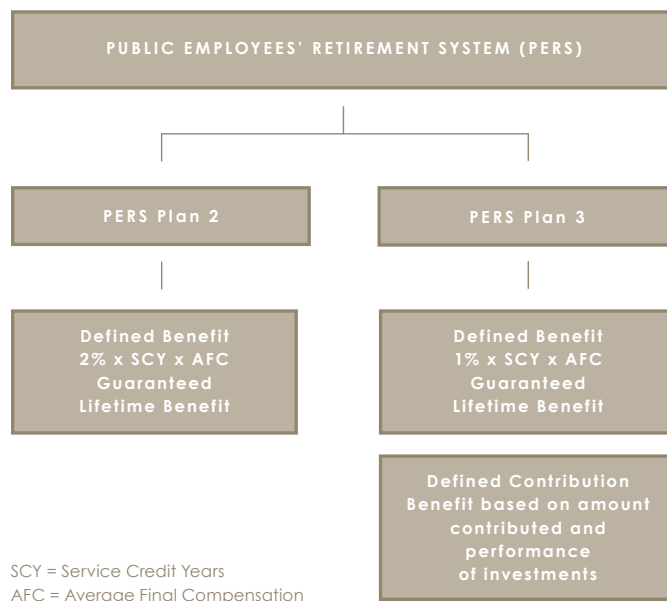 PUBLIC EMPLOYEES' RETIREMENT SYSTEM (PERS)
PERS Plan 2
PERS Plan 3
Defined Benefit
2% x SCY x AFC
Guaranteed
Lifetime Benefit
Defined Benefit
1% x SCY x AFC
Guaranteed
Lifetime Benefit
Defined Contribution
Benefit based on amount
contributed and
performance
of investments
SCY = Service Credit Years
AFC = Average Final Compensation